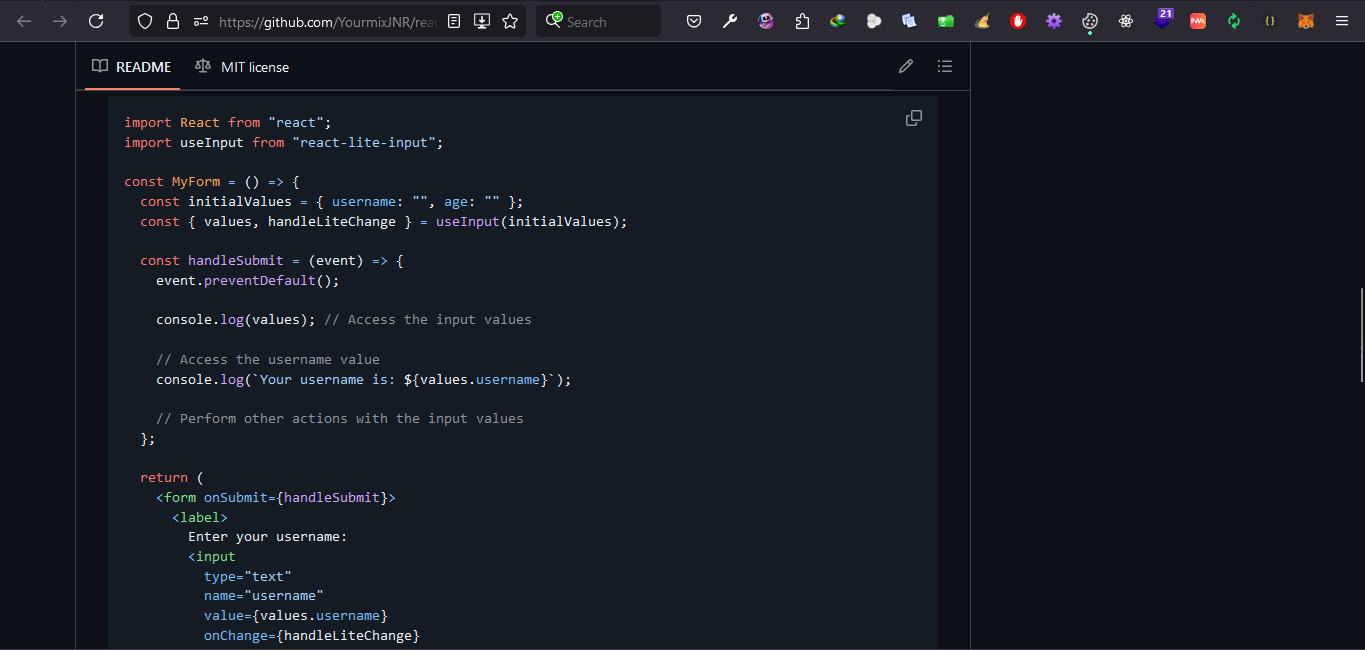 https://github.com/YourmixJNR/rea
Search
21
README
MIT license
import React from "react";
import useInput from "react-lite-input";
const MyForm = () => {
const initialValues = { username: "", age: "" };
const { values, handleLiteChange } = useInput(initialValues);
const handleSubmit = (event) => {
event.preventDefault();
console.log(values); // Access the input values
// Access the username value
console.log(`Your username is: ${values.username}`);
// Perform other actions with the input values
};
return (
<form onSubmit={handleSubmit}>
<label>
Enter your username:
<input
type="text"
name="username"
value={values.username}
onChange={handleLiteChange}